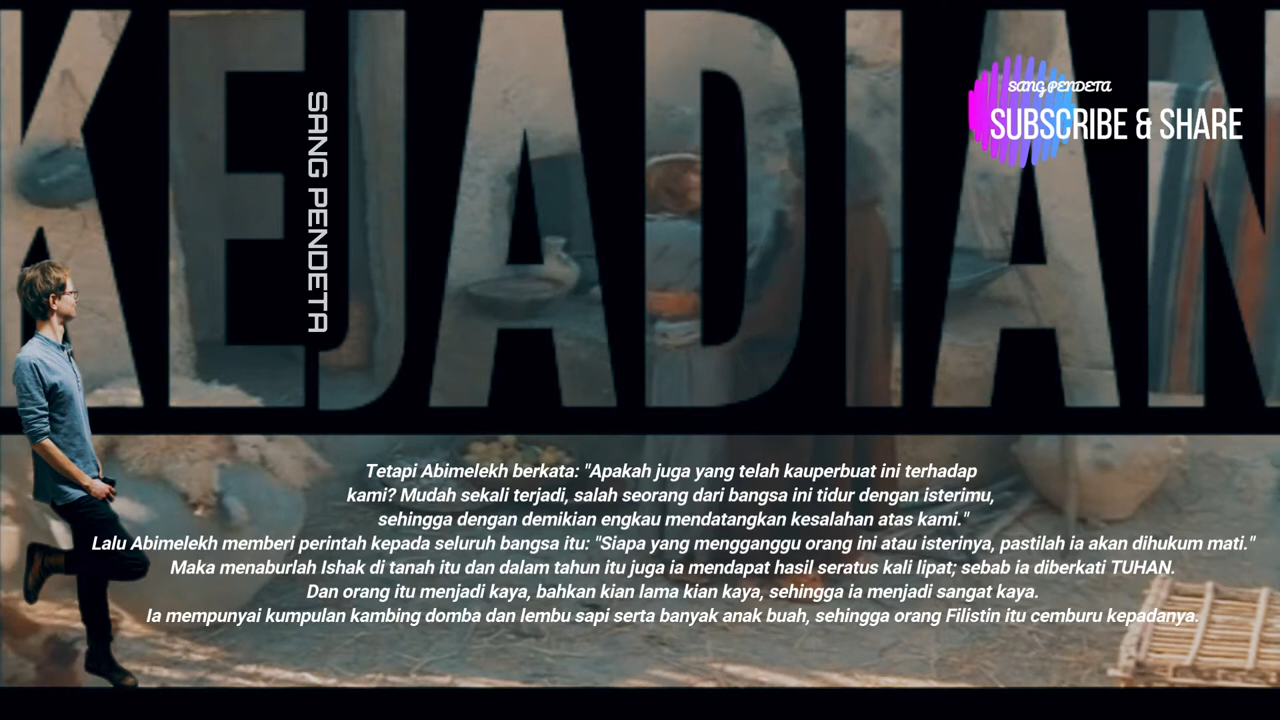 KEJADIAN
SANG PENDETA
SANG PENDETA
SUBSCRIBE & SHARE
Tetapi Abimelekh berkata: "Apakah juga yang telah kauperbuat ini terhadap
kami? Mudah sekali terjadi, salah seorang dari bangsa ini tidur dengan isterimu,
sehingga dengan demikian engkau mendatangkan kesalahan atas kami."
Lalu Abimelekh memberi perintah kepada seluruh bangsa itu: "Siapa yang mengganggu orang ini atau isterinya, pastilah ia akan dihukum mati."
Maka menaburlah Ishak di tanah itu dan dalam tahun itu juga ia mendapat hasil seratus kali lipat; sebab ia diberkati TUHAN.
Dan orang itu menjadi kaya, bahkan kian lama kian kaya, sehingga ia menjadi sangat kaya.
Ia mempunyai kumpulan kambing domba dan lembu sapi serta banyak anak buah, sehingga orang Filistin itu cemburu kepadanya.